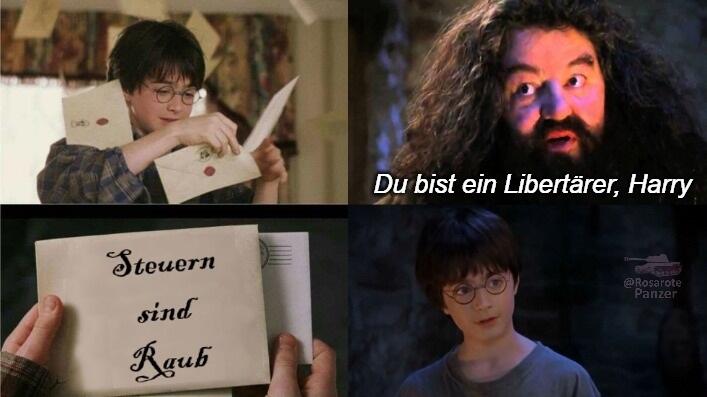 Du bist ein Libertärer, Harry
Steuern
sind
Raub
@Rosarote
Panzer